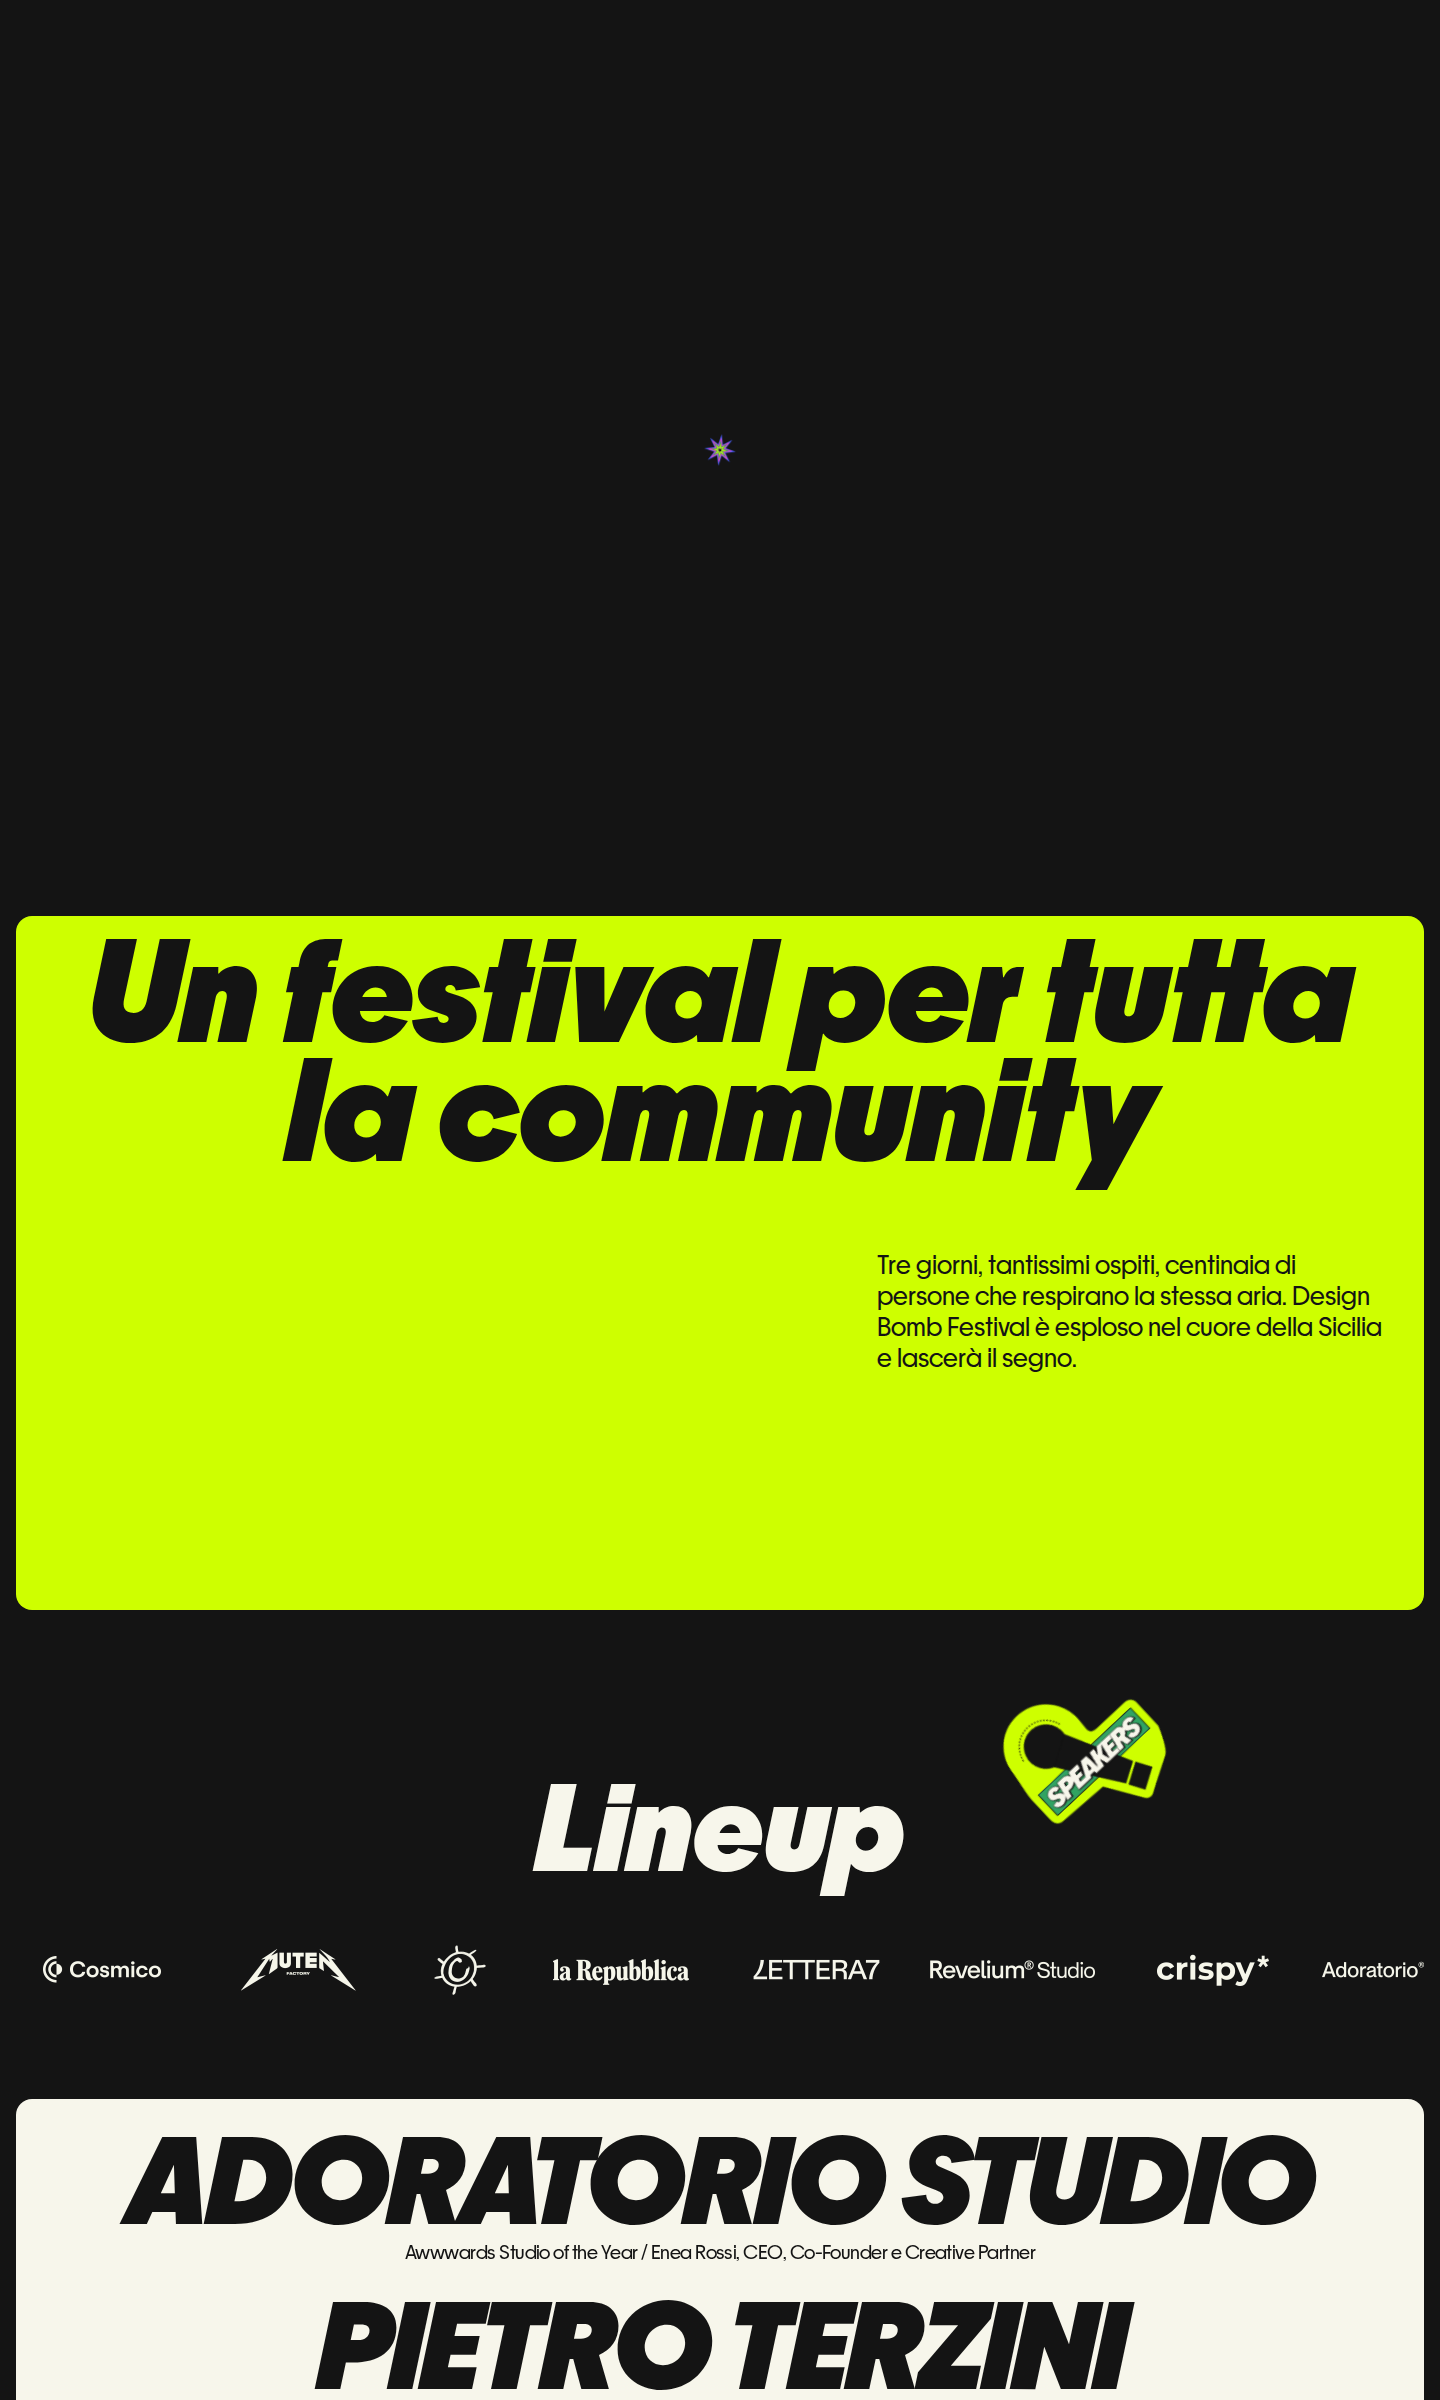 Un festival per tutta
la community
Tre giorni, tantissimi ospiti, centinaia di
persone che respirano la stessa aria. Design
Bomb Festival è esploso nel cuore della Sicilia
e lascerà il segno.
SPEAKERS
Lineup
Cosmico
MUTEN
FACTORY
la Repubblica
LETTERA7
Revelium® Studio
crispy*
Adoratorio®
ADORATORIO STUDIO
Awwwards Studio of the Year / Enea Rossi, CEO, Co-Founder e Creative Partner
PIETRO TERZINI